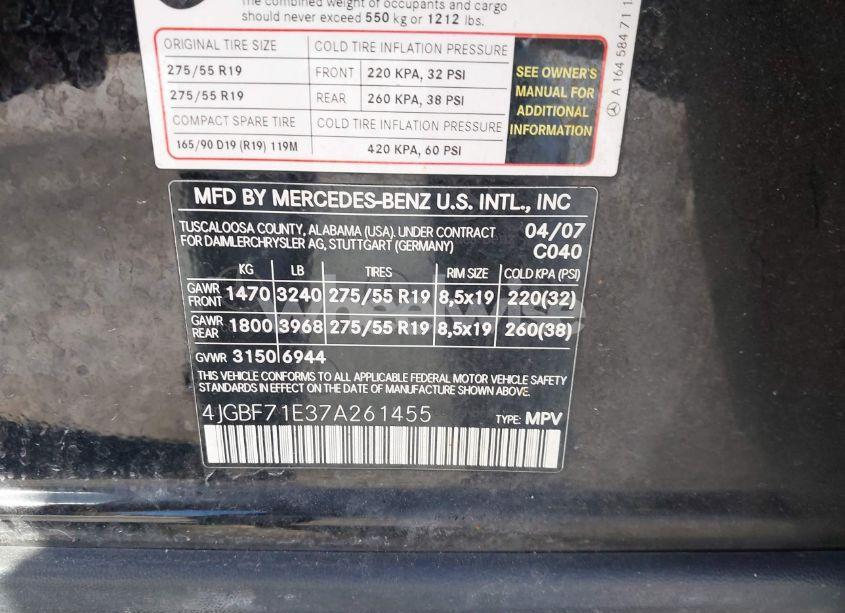 The combined weight of occupants and cargo
should never exceed 550 kg or 1212 lbs.
ORIGINAL TIRE SIZE COLD TIRE INFLATION PRESSURE
275/55 R19 FRONT 220 KPA, 32 PSI
275/55 R19 REAR 260 KPA, 38 PSI
COMPACT SPARE TIRE COLD TIRE INFLATION PRESSURE
165/90 D19 (R19) 119M 420 KPA, 60 PSI
SEE OWNER'S
MANUAL FOR
ADDITIONAL
INFORMATION
A 164 584 71 1
MFD BY MERCEDES-BENZ U.S. INTL., INC
TUSCALOOSA COUNTY, ALABAMA (USA). UNDER CONTRACT 04/07
FOR DAIMLERCHRYSLER AG, STUTTGART (GERMANY) C040
KG LB TIRES RIM SIZE COLD KPA (PSI)
GAWR FRONT 1470 3240 275/55 R19 8,5x19 220(32)
GAWR REAR 1800 3968 275/55 R19 8,5x19 260(38)
GVWR 3150 6944
THIS VEHICLE CONFORMS TO ALL APPLICABLE FEDERAL MOTOR VEHICLE SAFETY
STANDARDS IN EFFECT ON THE DATE OF MANUFACTURE SHOWN ABOVE.
4JGBF71E37A261455 TYPE: MPV